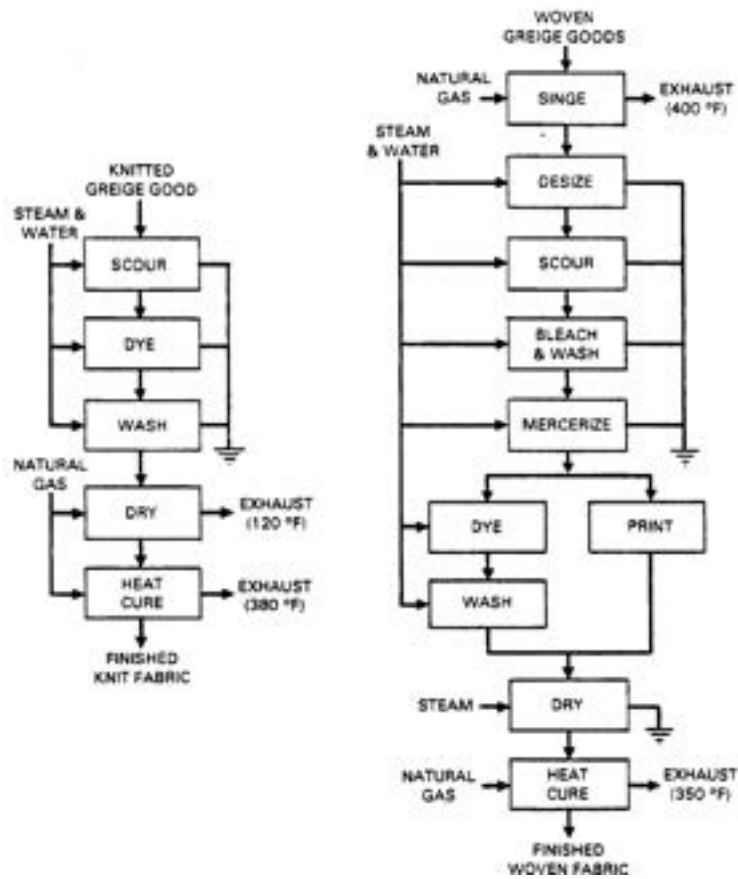 KNITTED
GREIGE GOOD
STEAM &
WATER
SCOUR
DYE
WASH
NATURAL
GAS
DRY
EXHAUST
(120 °F)
HEAT
CURE
EXHAUST
(380 °F)
FINISHED
KNIT FABRIC
WOVEN
GREIGE GOODS
NATURAL
GAS
SINGE
EXHAUST
(400 °F)
STEAM
& WATER
DESIZE
SCOUR
BLEACH
& WASH
MERCERIZE
DYE
PRINT
WASH
STEAM
DRY
NATURAL
GAS
HEAT
CURE
EXHAUST
(350 °F)
FINISHED
WOVEN FABRIC